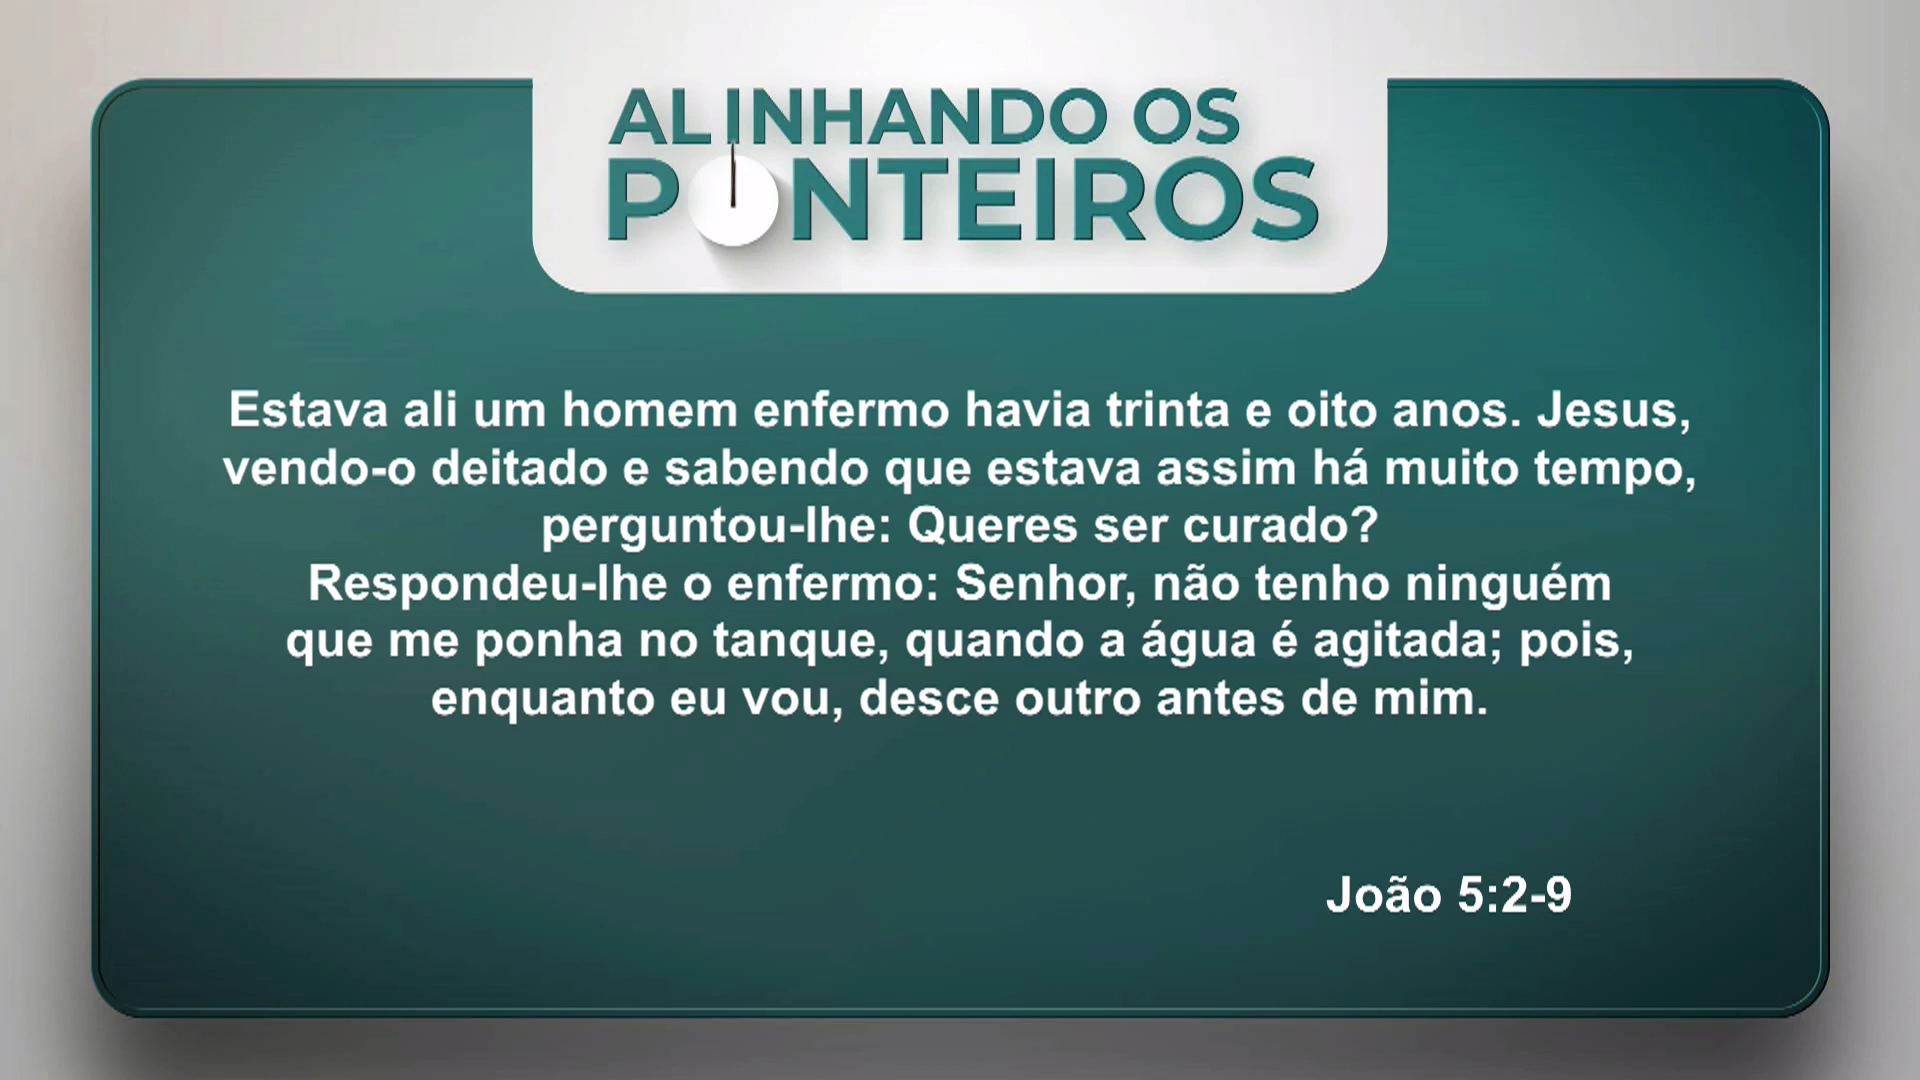 ALINHANDO OS
PONTEIROS
Estava ali um homem enfermo havia trinta e oito anos. Jesus,
vendo-o deitado e sabendo que estava assim há muito tempo,
perguntou-lhe: Queres ser curado?
Respondeu-lhe o enfermo: Senhor, não tenho ninguém
que me ponha no tanque, quando a água é agitada; pois,
enquanto eu vou, desce outro antes de mim.
João 5:2-9